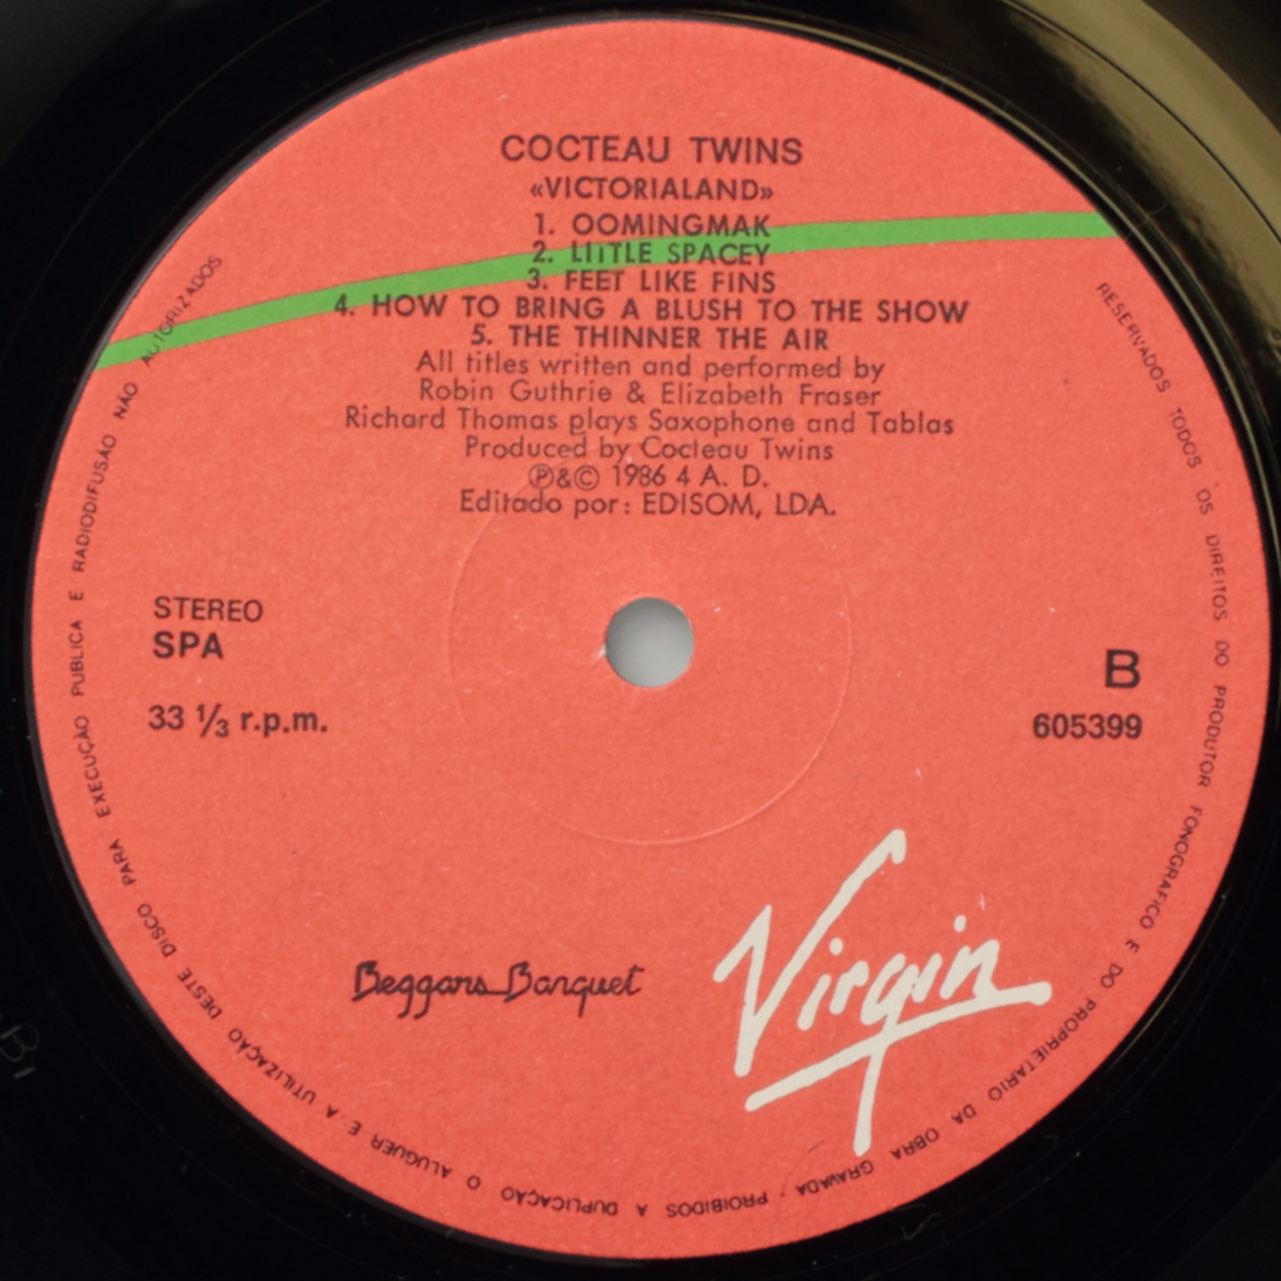 COCTEAU TWINS
«VICTORIALAND»
1. OOMINGMAK
2. LITTLE SPACEY
3. FEET LIKE FINS
4. HOW TO BRING A BLUSH TO THE SHOW
5. THE THINNER THE AIR
All titles written and performed by
Robin Guthrie & Elizabeth Fraser
Richard Thomas plays Saxophone and Tablas
Produced by Cocteau Twins
℗&© 1986 4 A. D.
Editado por: EDISOM, LDA.
STEREO
SPA
33 1/3 r.p.m.
B
605399
Beggars Banquet
Virgin
RESERVADOS TODOS OS DIREITOS DO PRODUTOR FONOGRAFICO E DO PROPRIETARIO DA OBRA GRAVADA. PROIBIDOS A DUPLICAÇÃO O ALUGUER E A UTILIZAÇÃO DESTE DISCO PARA EXECUÇÃO PUBLICA E RADIODIFUSAO NÃO AUTORIZADOS
B1